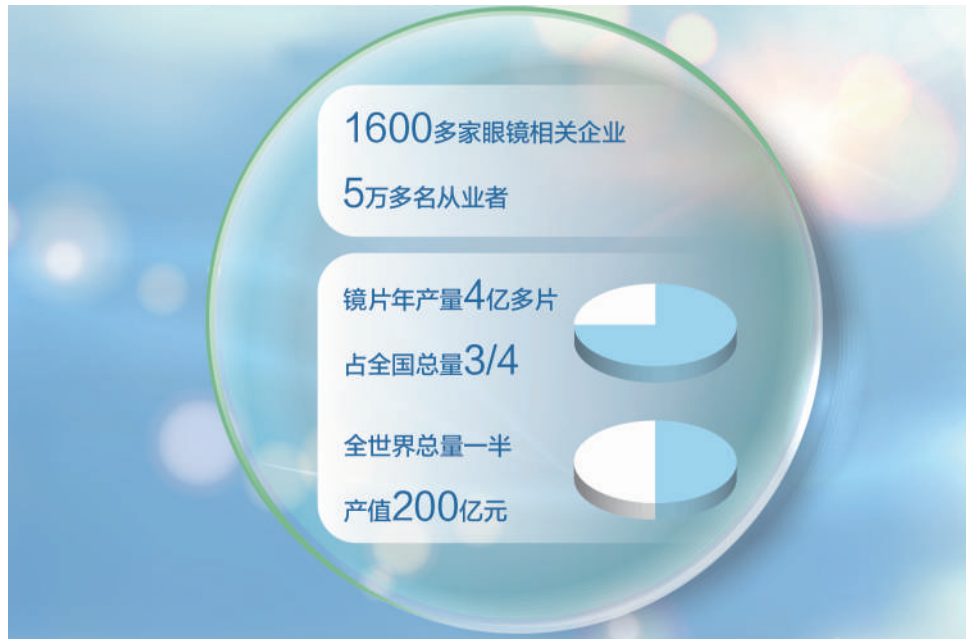 1600多家眼镜相关企业
5万多名从业者
镜片年产量4亿多片
占全国总量3/4
全世界总量一半
产值200亿元